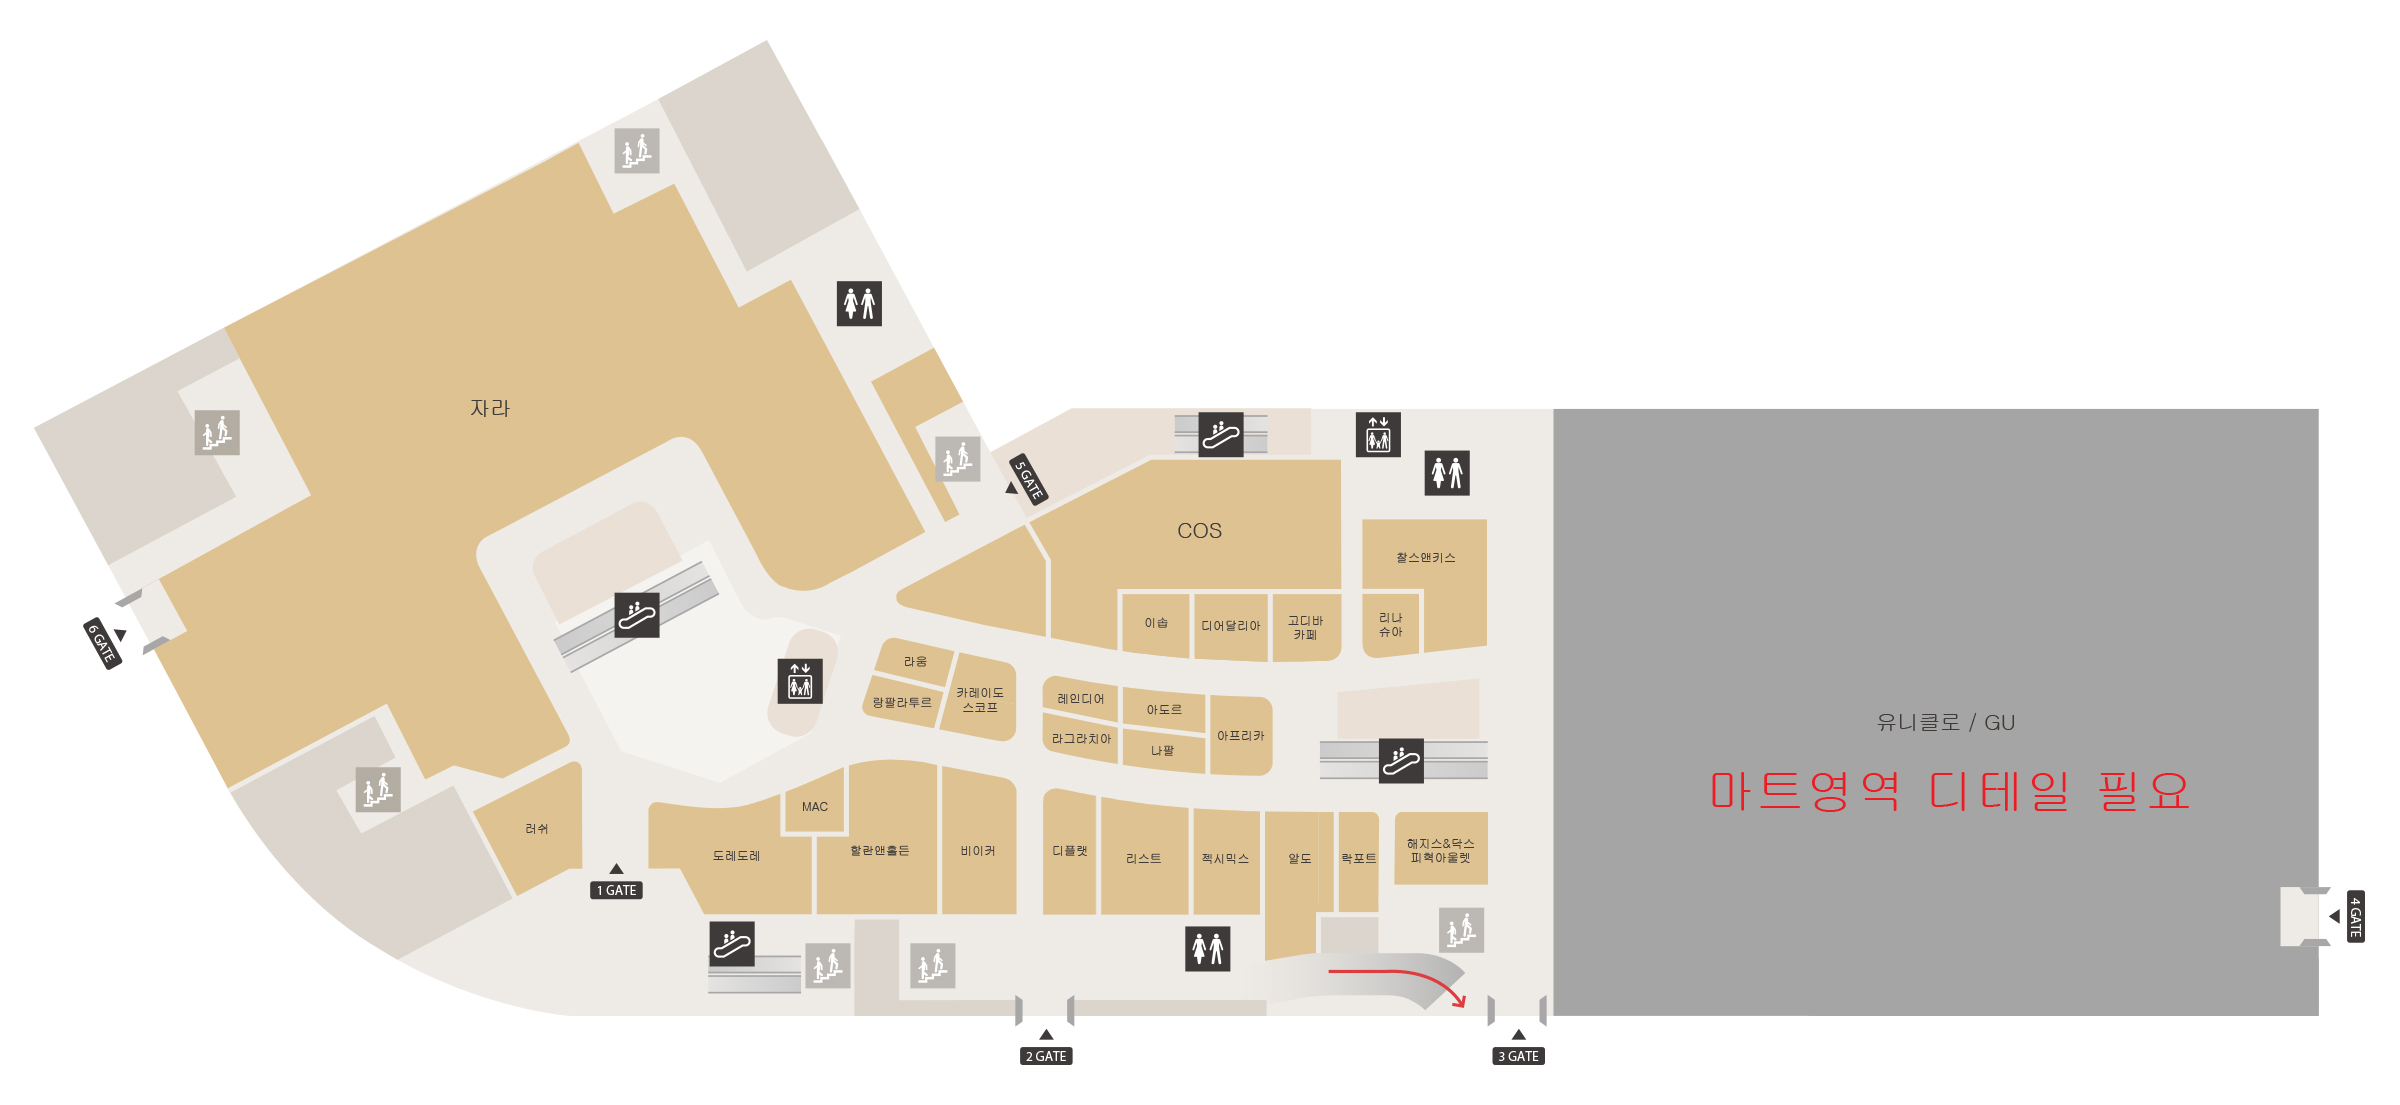 자라
5 GATE
COS
찰스앤키스
이솝
디어달리아
고디바
카페
리나
슈아
6 GATE
라움
랑팔라투르
카레이도
스코프
레인디어
아도르
라그라치아
나팔
아프리카
유니클로 / GU
마트영역 디테일 필요
MAC
러쉬
도레도레
할란앤홀든
비이커
디플랫
리스트
젝시믹스
알도
락포트
해지스&닥스
피혁아울렛
1 GATE
4 GATE
2 GATE
3 GATE